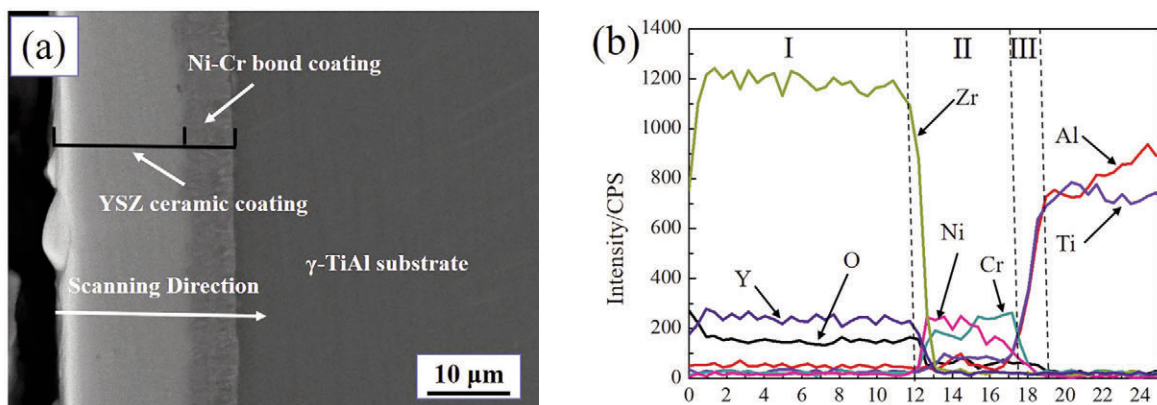 (a)
Ni-Cr bond coating
YSZ ceramic coating
γ-TiAl substrate
Scanning Direction
10 μm
(b)
Intensity/CPS
1400
1200
1000
800
600
400
200
0
I
II
III
Zr
Al
Ti
Ni
Cr
Y
O
0 2 4 6 8 10 12 14 16 18 20 22 24